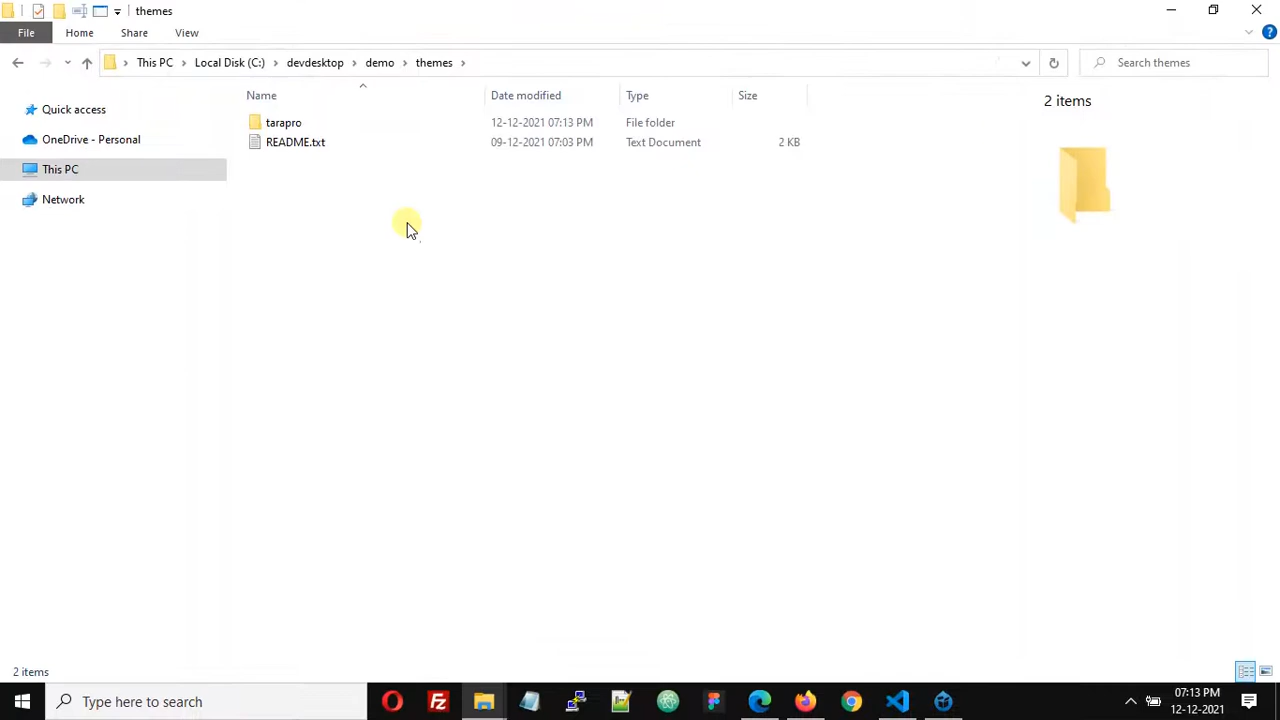 themes
File Home Share View
This PC Local Disk (C:) devdesktop demo themes Search themes
Name Date modified Type Size
Quick access
OneDrive - Personal
This PC
Network
tarapro 12-12-2021 07:13 PM File folder
README.txt 09-12-2021 07:03 PM Text Document 2 KB
2 items
2 items
Type here to search
07:13 PM
12-12-2021